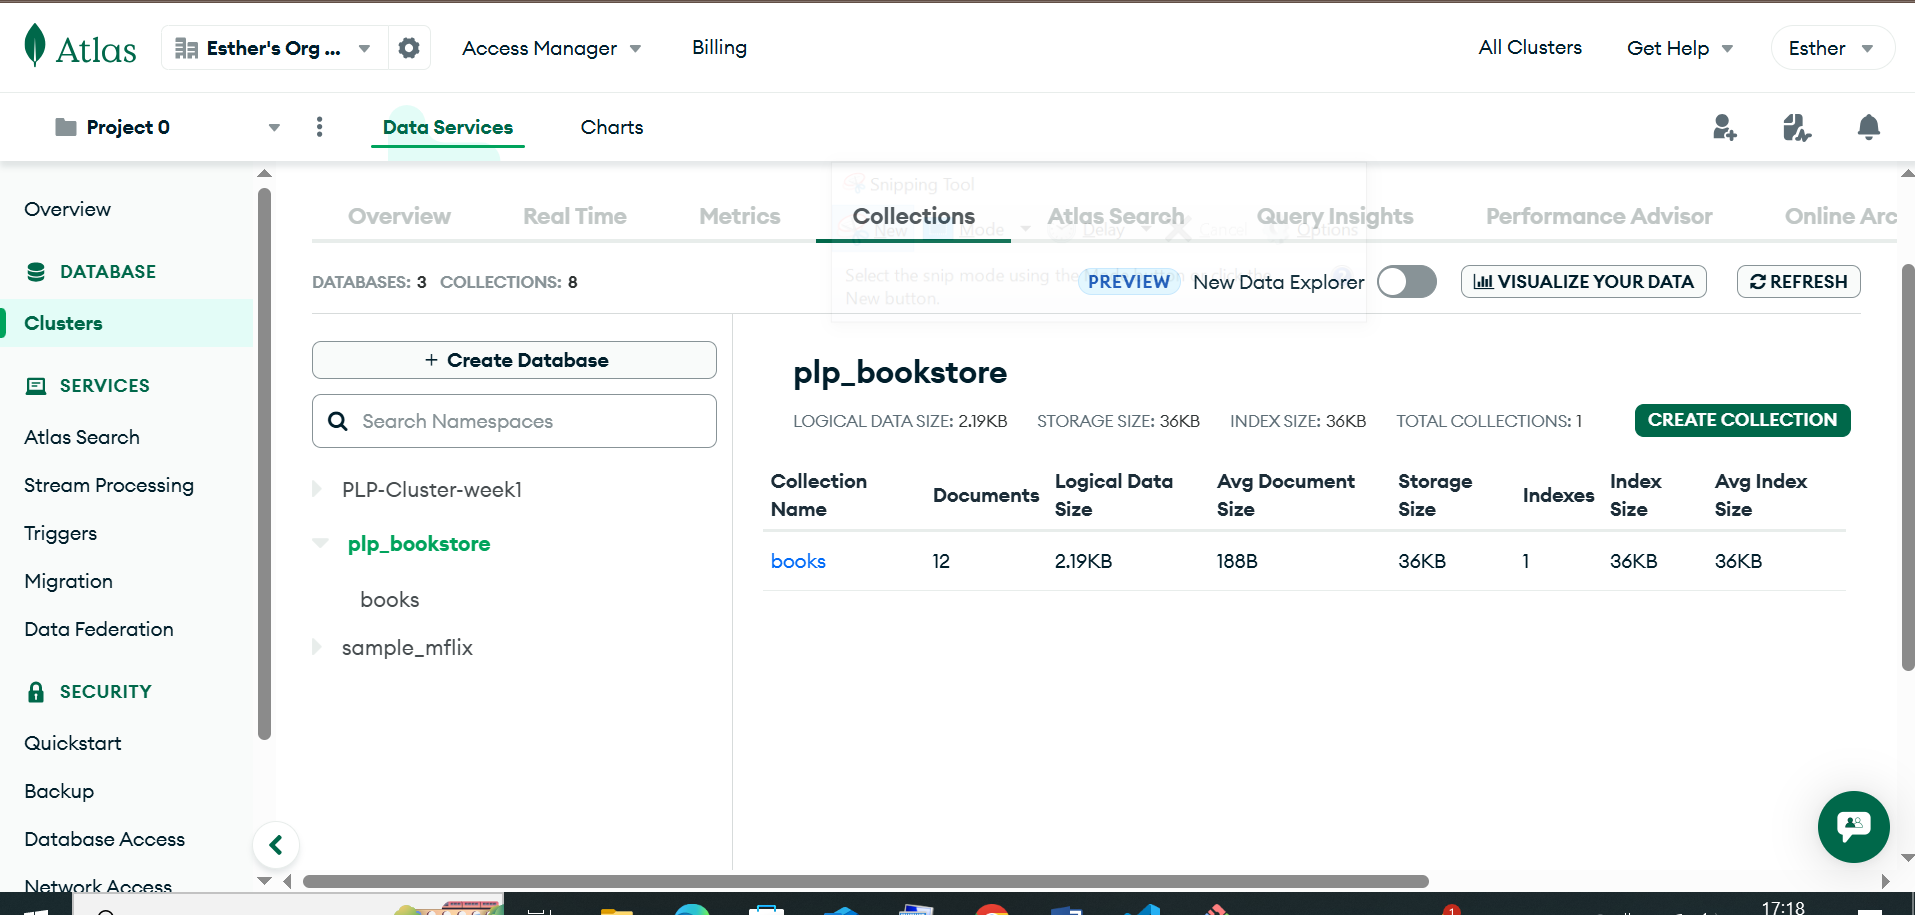 Atlas
Esther's Org ...
Access Manager
Billing
All Clusters
Get Help
Esther
Project 0
Data Services
Charts
Overview
DATABASE
Clusters
SERVICES
Atlas Search
Stream Processing
Triggers
Migration
Data Federation
SECURITY
Quickstart
Backup
Database Access
Network Access
Snipping Tool
Overview
Real Time
Metrics
Collections
Atlas Search
Query Insights
Performance Advisor
Online Arc
New
Mode
Delay
Cancel
Options
Select the snip mode using the Mode button or click the
New button.
DATABASES: 3 COLLECTIONS: 8
PREVIEW New Data Explorer
VISUALIZE YOUR DATA
REFRESH
+ Create Database
Search Namespaces
PLP-Cluster-week1
plp_bookstore
books
sample_mflix
plp_bookstore
LOGICAL DATA SIZE: 2.19KB STORAGE SIZE: 36KB INDEX SIZE: 36KB TOTAL COLLECTIONS: 1
CREATE COLLECTION
Collection Name
Documents
Logical Data Size
Avg Document Size
Storage Size
Indexes
Index Size
Avg Index Size
books 12 2.19KB 188B 36KB 1 36KB 36KB
1
17:18